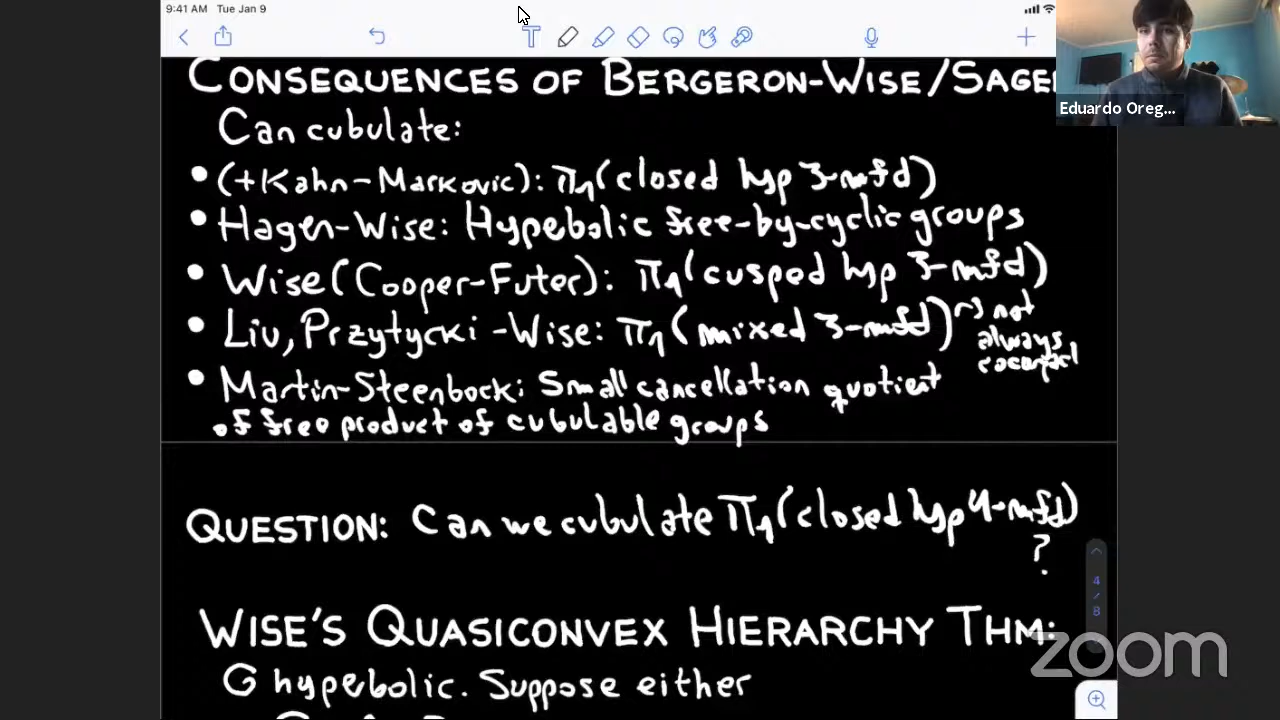 9:41 AM Tue Jan 9
CONSEQUENCES OF BERGERON-WISE/SAGE
Eduardo Oreg...
Can cubulate:
• (+Kahn-Markovic): π₁(closed hyp 3-mfd)
• Hagen-Wise: Hypebolic free-by-cyclic groups
• Wise(Cooper-Futer): π₁(cusped hyp 3-mfd)
• Liu, Przytycki-Wise: π₁(mixed 3-mfd)
↳ not
always
cocompact
• Martin-Steenbock: Small cancellation quotient
of free product of cubulable groups
QUESTION: Can we cubulate π₁(closed hyp 4-mfd)
?
4
/
8
WISE'S QUASICONVEX HIERARCHY THM:
zoom
G hypebolic. Suppose either